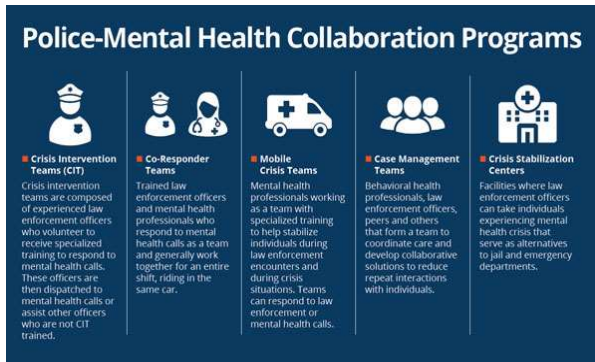 Police-Mental Health Collaboration Programs
Crisis Intervention
Teams (CIT)
Crisis intervention
teams are composed
of experienced law
enforcement officers
who volunteer to
receive specialized
training to respond to
mental health calls.
These officers are
then dispatched to
mental health calls or
assist other officers
who are not CIT
trained.
Co-Responder
Teams
Trained law
enforcement officers
and mental health
professionals who
respond to mental
health calls as a team
and generally work
together for an entire
shift, riding in the
same car.
Mobile
Crisis Teams
Mental health
professionals working
as a team with
specialized training
to help stabilize
individuals during
law enforcement
encounters and
during crisis
situations. Teams
can respond to law
enforcement or
mental health calls.
Case Management
Teams
Behavioral health
professionals, law
enforcement officers,
peers and others
that form a team to
coordinate care and
develop collaborative
solutions to reduce
repeat interactions
with individuals.
Crisis Stabilization
Centers
Facilities where law
enforcement officers
can take individuals
experiencing mental
health crisis that
serve as alternatives
to jail and emergency
departments.